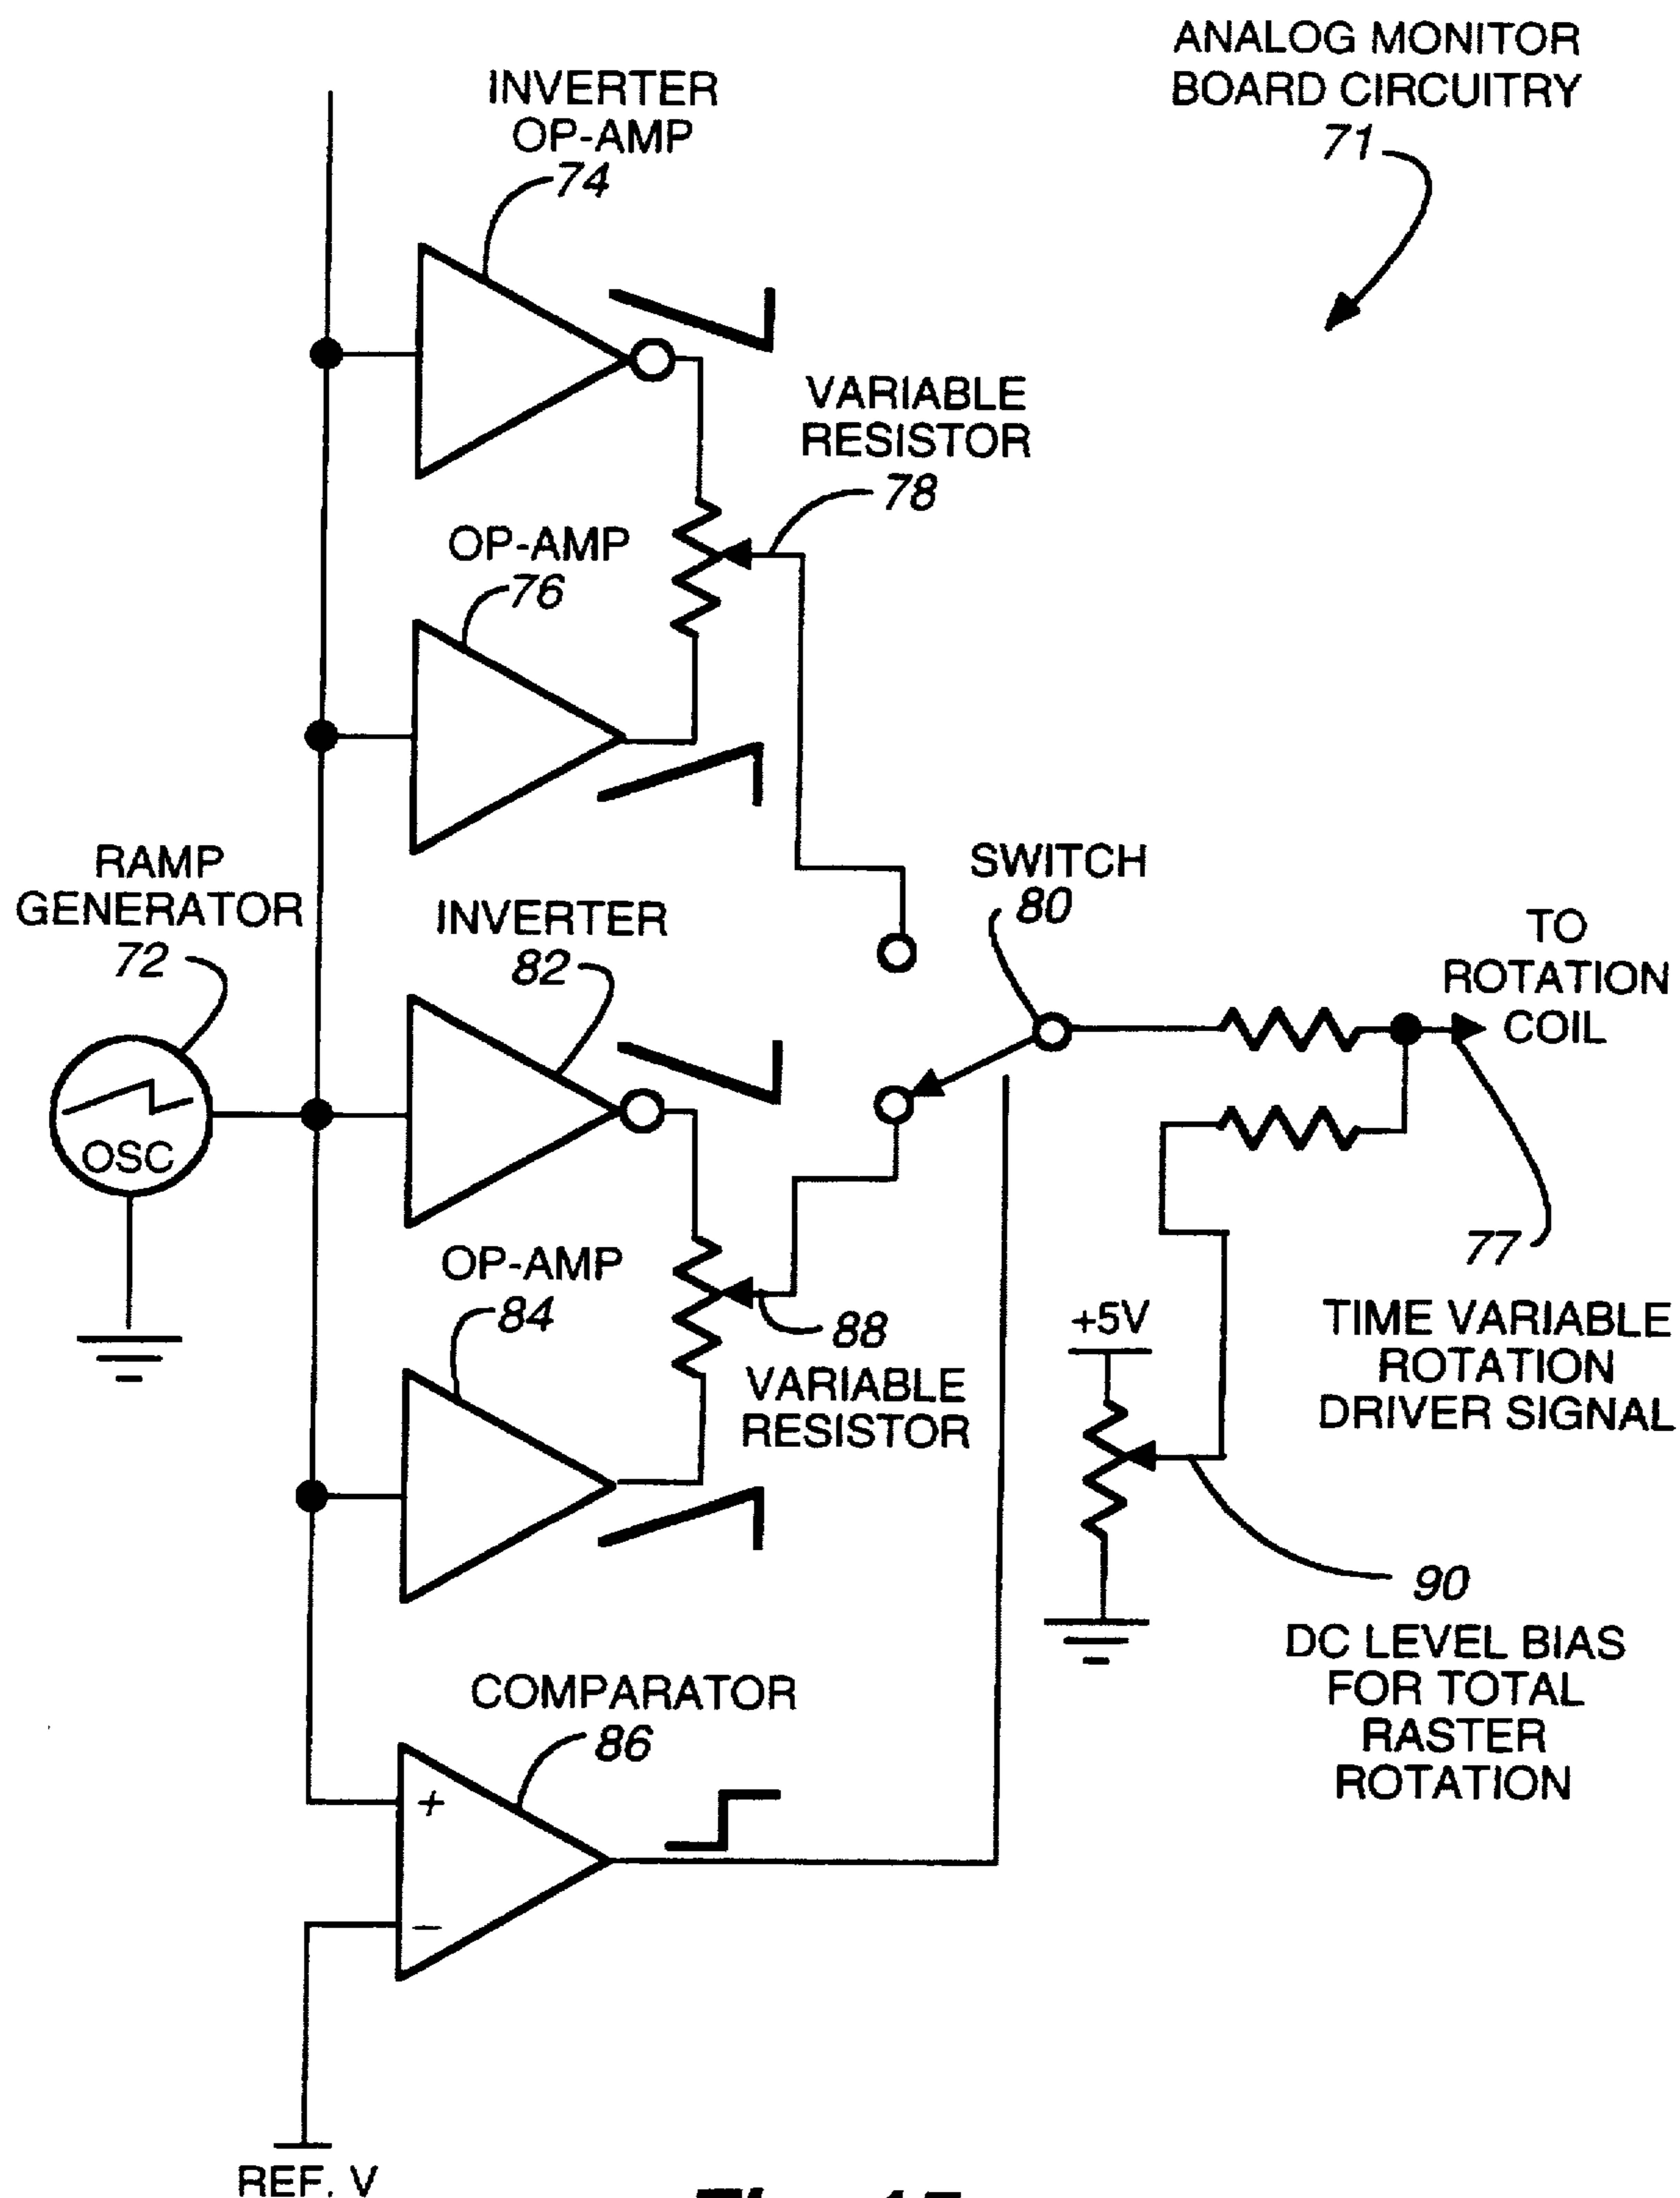 ANALOG MONITOR
BOARD CIRCUITRY
71
INVERTER
OP-AMP
74
VARIABLE
RESISTOR
78
OP-AMP
76
RAMP
GENERATOR
72
OSC
INVERTER
82
SWITCH
80
TO
ROTATION
COIL
77
TIME VARIABLE
ROTATION
DRIVER SIGNAL
OP-AMP
84
88
VARIABLE
RESISTOR
+5V
90
DC LEVEL BIAS
FOR TOTAL
RASTER
ROTATION
COMPARATOR
86
+
−
REF. V